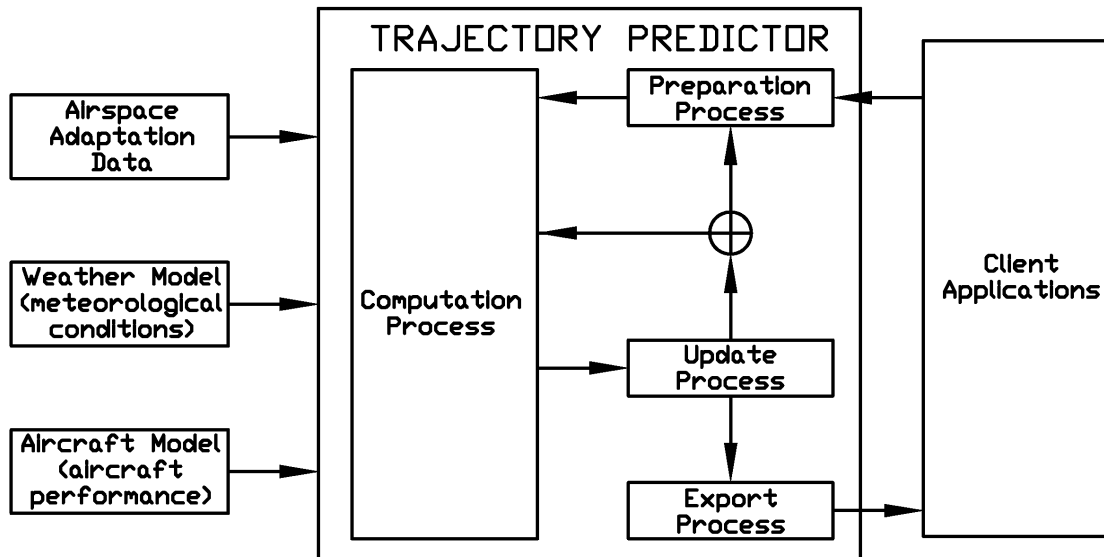 TRAJECTORY PREDICTOR
Airspace
Adaptation
Data
Weather Model
(meteorological
conditions)
Aircraft Model
(aircraft
performance)
Computation
Process
Preparation
Process
Update
Process
Export
Process
Client
Applications